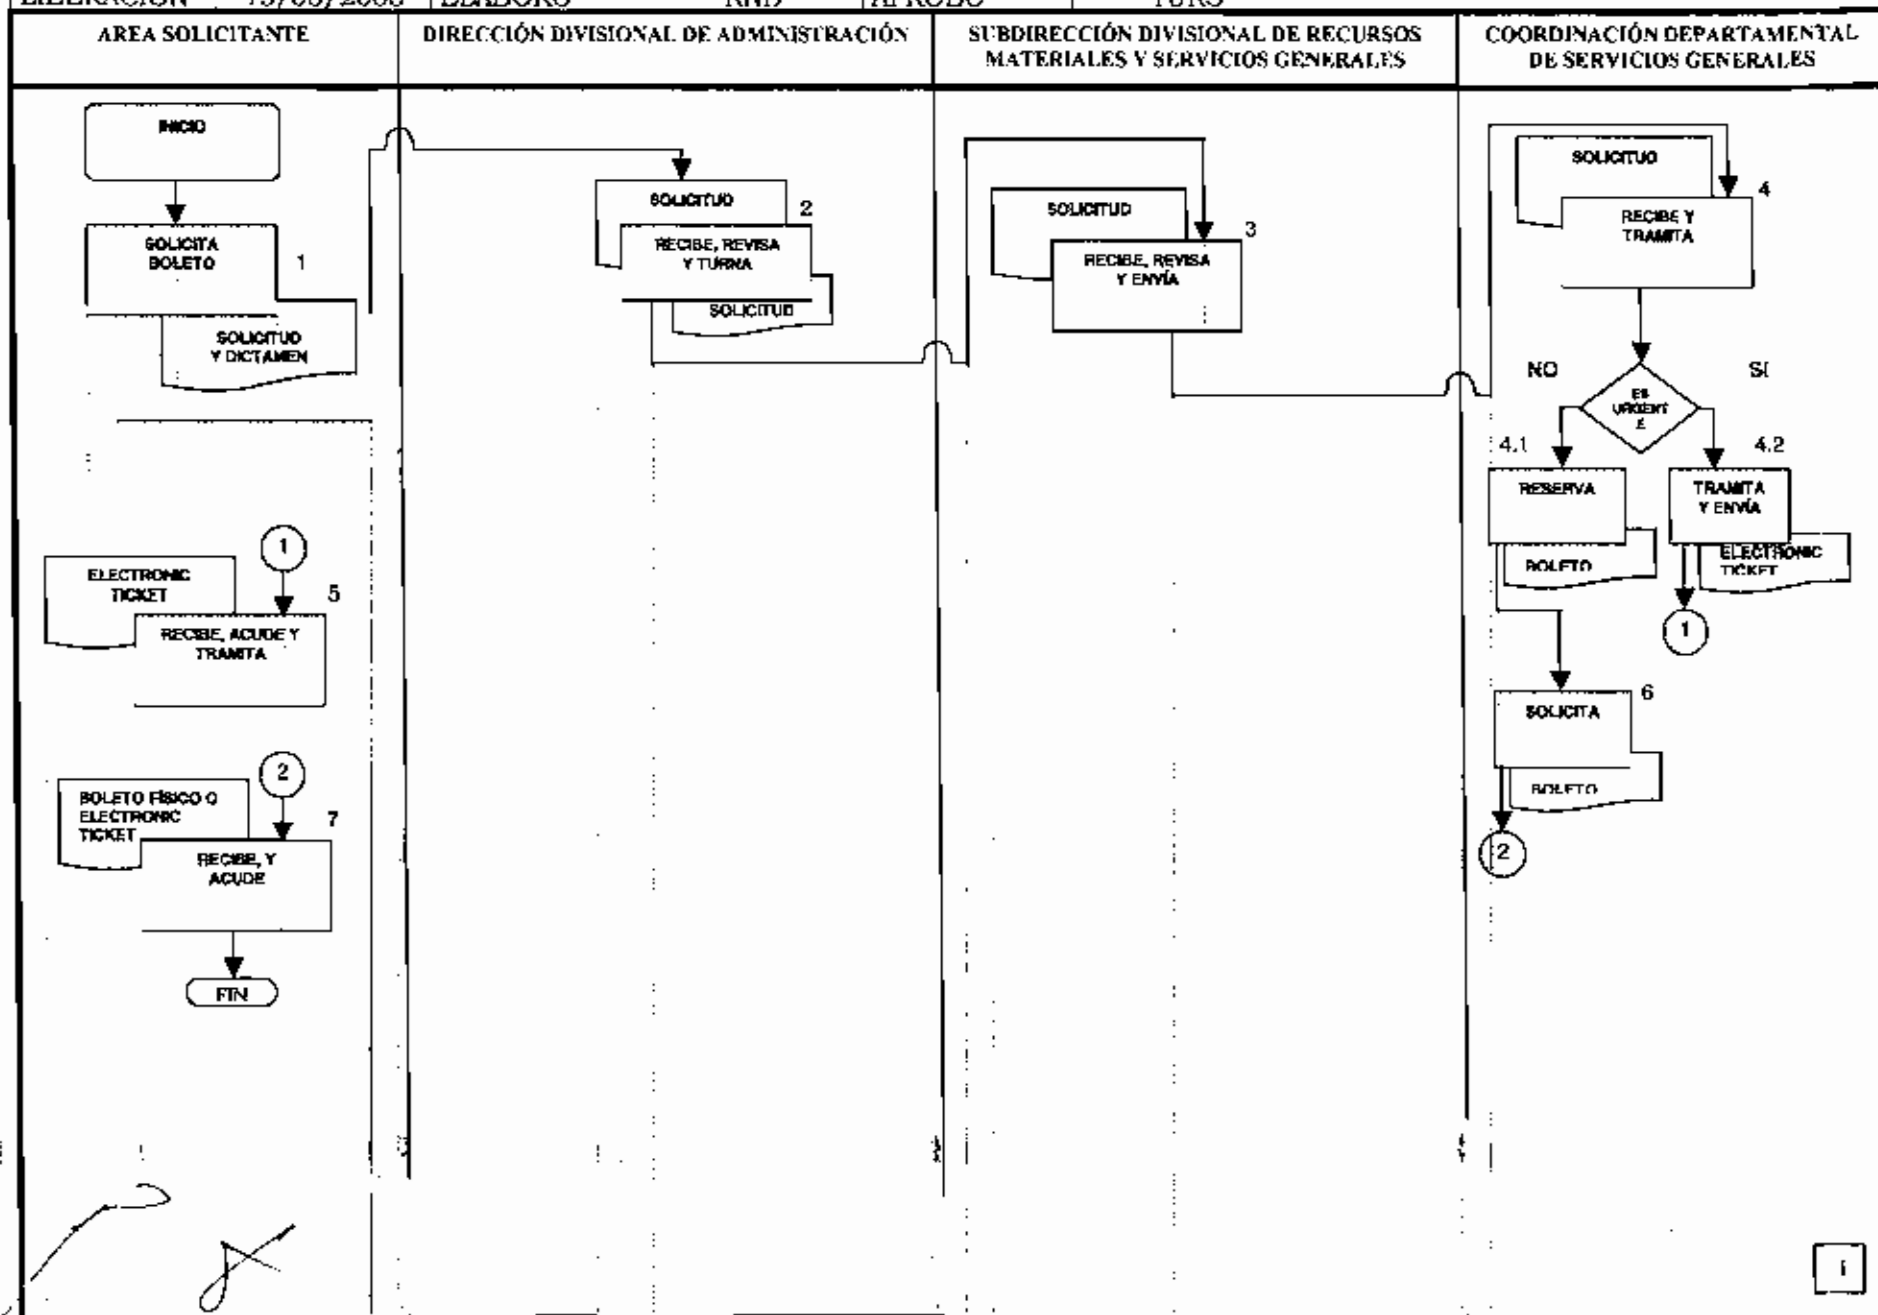 AREA SOLICITANTE
DIRECCIÓN DIVISIONAL DE ADMINISTRACIÓN
SUBDIRECCIÓN DIVISIONAL DE RECURSOS
MATERIALES Y SERVICIOS GENERALES
COORDINACIÓN DEPARTAMENTAL
DE SERVICIOS GENERALES
INICIO
SOLICITA
BOLETO
1
SOLICITUD
Y DICTAMEN
SOLICITUD
2
RECIBE, REVISA
Y TURNA
SOLICITUD
SOLICITUD
3
RECIBE, REVISA
Y ENVÍA
SOLICITUD
4
RECIBE Y
TRAMITA
NO
SI
ES
URGENT
E
4.1
4.2
RESERVA
BOLETO
TRAMITA
Y ENVÍA
ELECTRONIC
TICKET
1
1
ELECTRONIC
TICKET
5
RECIBE, ACUDE Y
TRAMITA
6
SOLICITA
BOLETO
2
2
BOLETO FÍSICO O
ELECTRONIC
TICKET
7
RECIBE, Y
ACUDE
FIN